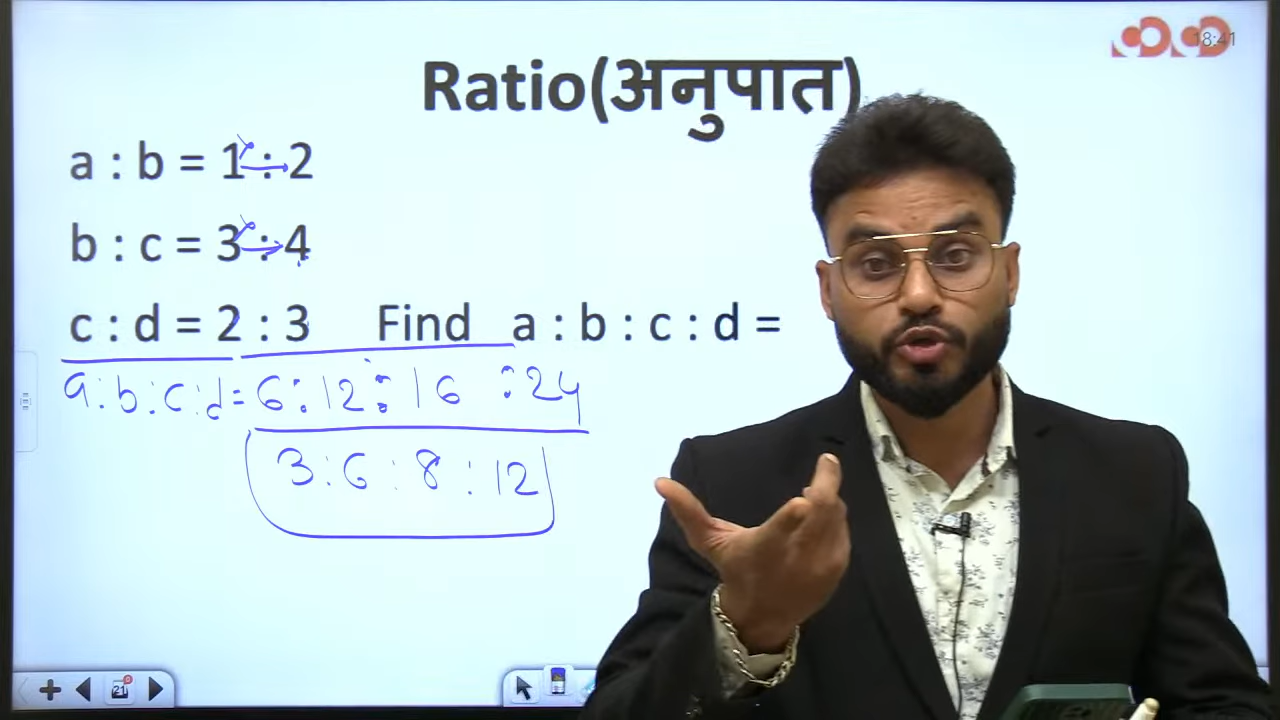 18:41
Ratio(अनुपात)
a : b = 1 : 2
b : c = 3 : 4
c : d = 2 : 3 Find a : b : c : d =
a : b : c : d = 6 : 12 : 16 : 24
3 : 6 : 8 : 12
21